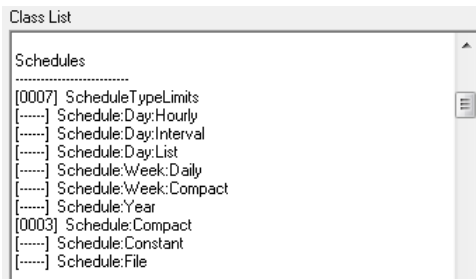 Class List
Schedules
--------------------------
[0007] ScheduleTypeLimits
[------] Schedule:Day:Hourly
[------] Schedule:Day:Interval
[------] Schedule:Day:List
[------] Schedule:Week:Daily
[------] Schedule:Week:Compact
[------] Schedule:Year
[0003] Schedule:Compact
[------] Schedule:Constant
[------] Schedule:File